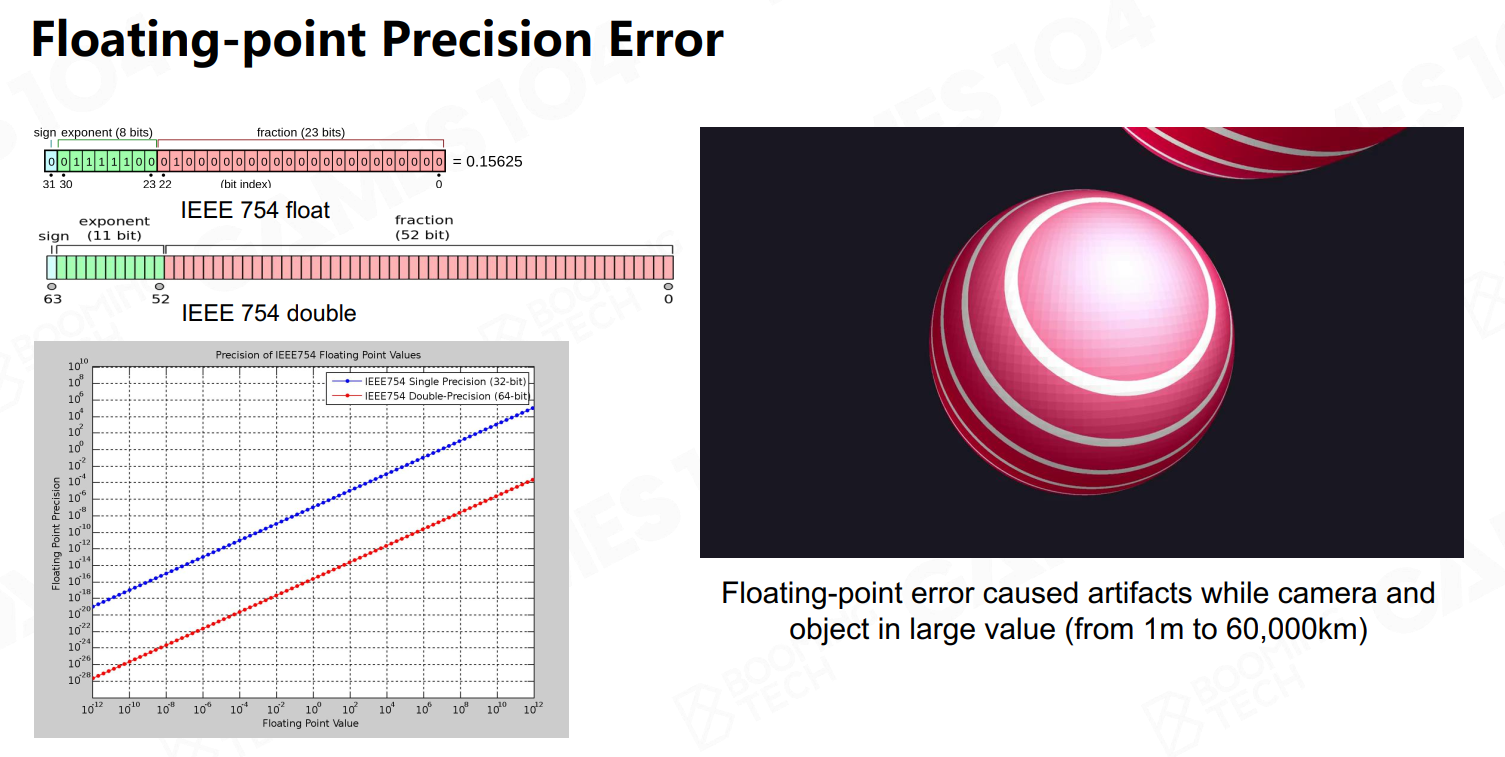 Floating-point Precision Error
sign exponent (8 bits) fraction (23 bits)
0 0 1 1 1 1 1 0 0 0 1 0 0 0 0 0 0 0 0 0 0 0 0 0 0 0 0 0 0 0 0 0 = 0.15625
31 30 23 22 (bit index) 0
IEEE 754 float
exponent fraction
sign (11 bit) (52 bit)
63 52 0
IEEE 754 double
Precision of IEEE754 Floating Point Values
IEEE754 Single Precision (32-bit)
IEEE754 Double-Precision (64-bit)
10^10
10^8
10^6
10^4
10^2
10^0
10^-2
10^-4
10^-6
10^-8
10^-10
10^-12
10^-14
10^-16
10^-18
10^-20
10^-22
10^-24
10^-26
10^-28
Floating Point Precision
10^-12 10^-10 10^-8 10^-6 10^-4 10^-2 10^0 10^2 10^4 10^6 10^8 10^10 10^12
Floating Point Value
Floating-point error caused artifacts while camera and
object in large value (from 1m to 60,000km)
GAMES 104
BOOMING
TECH